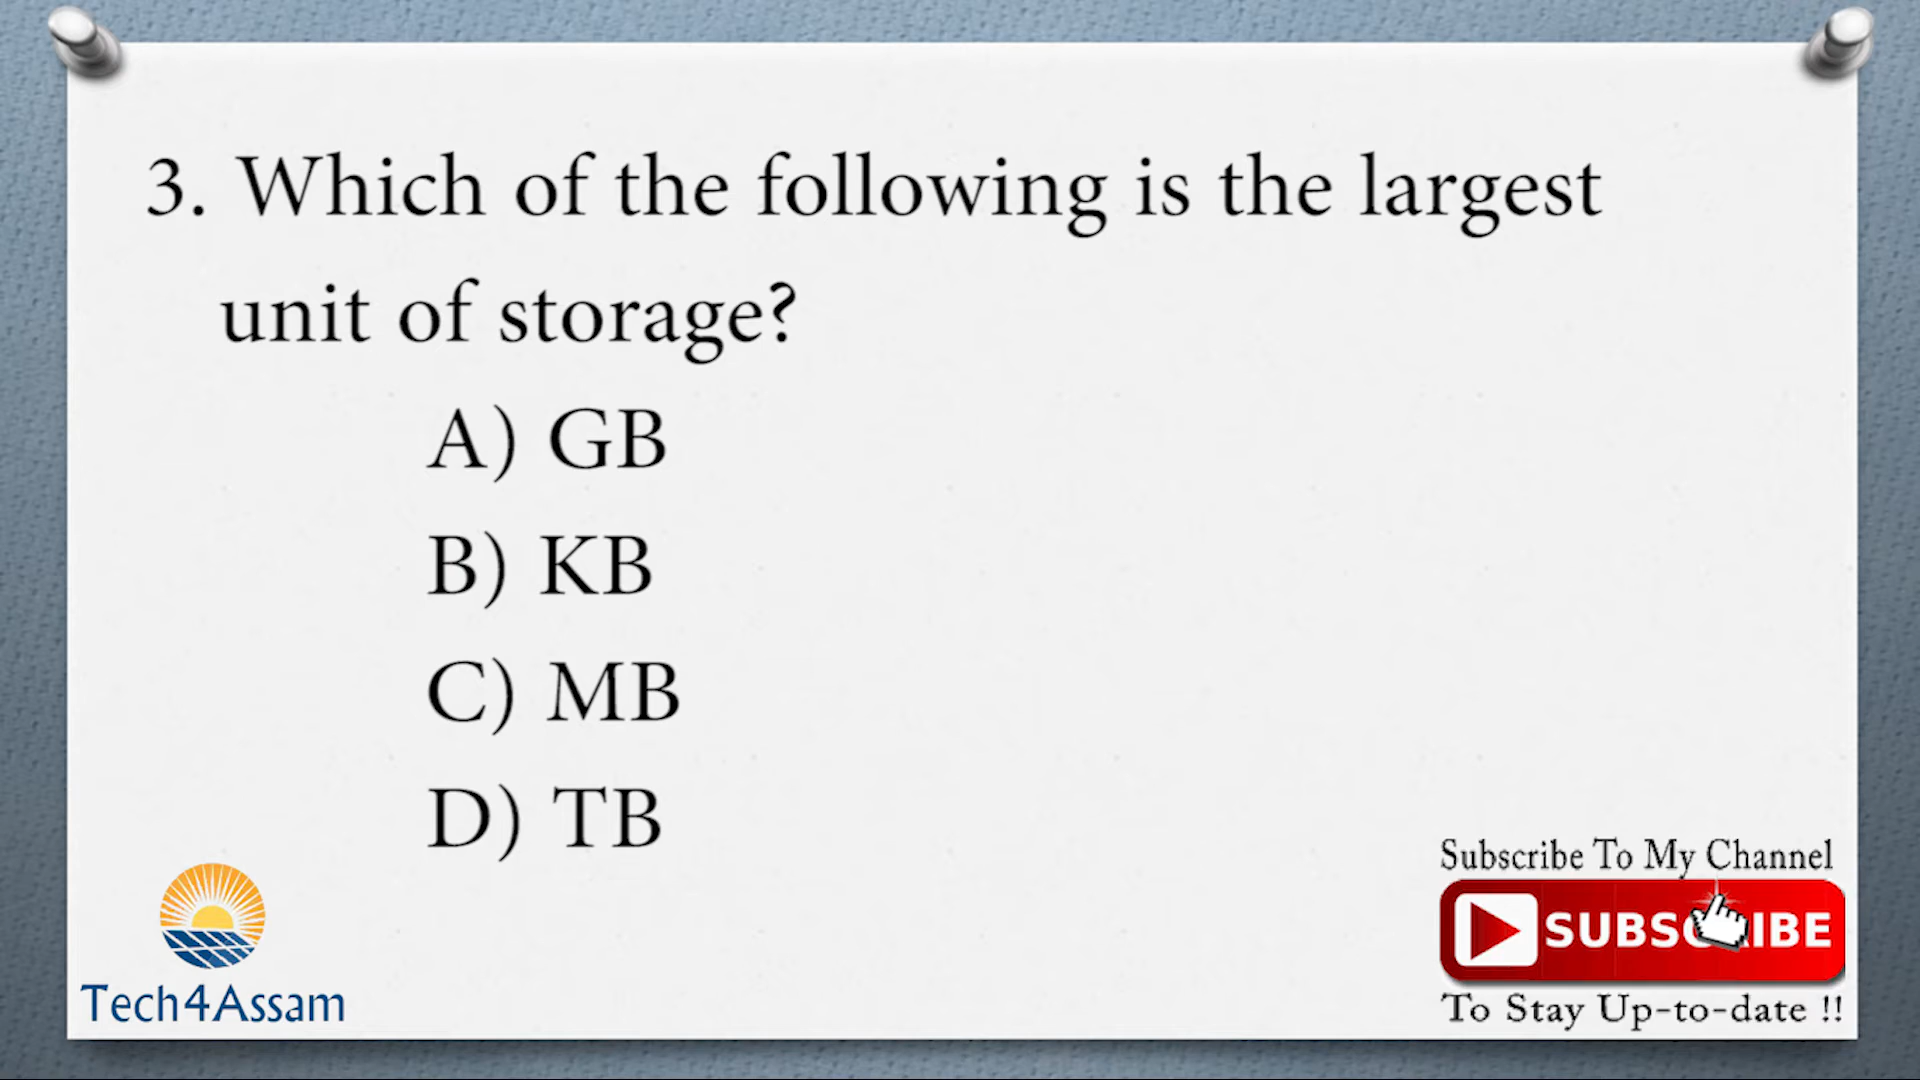 3. Which of the following is the largest
unit of storage?
A) GB
B) KB
C) MB
D) TB
Tech4Assam
Subscribe To My Channel
SUBSCRIBE
To Stay Up-to-date !!